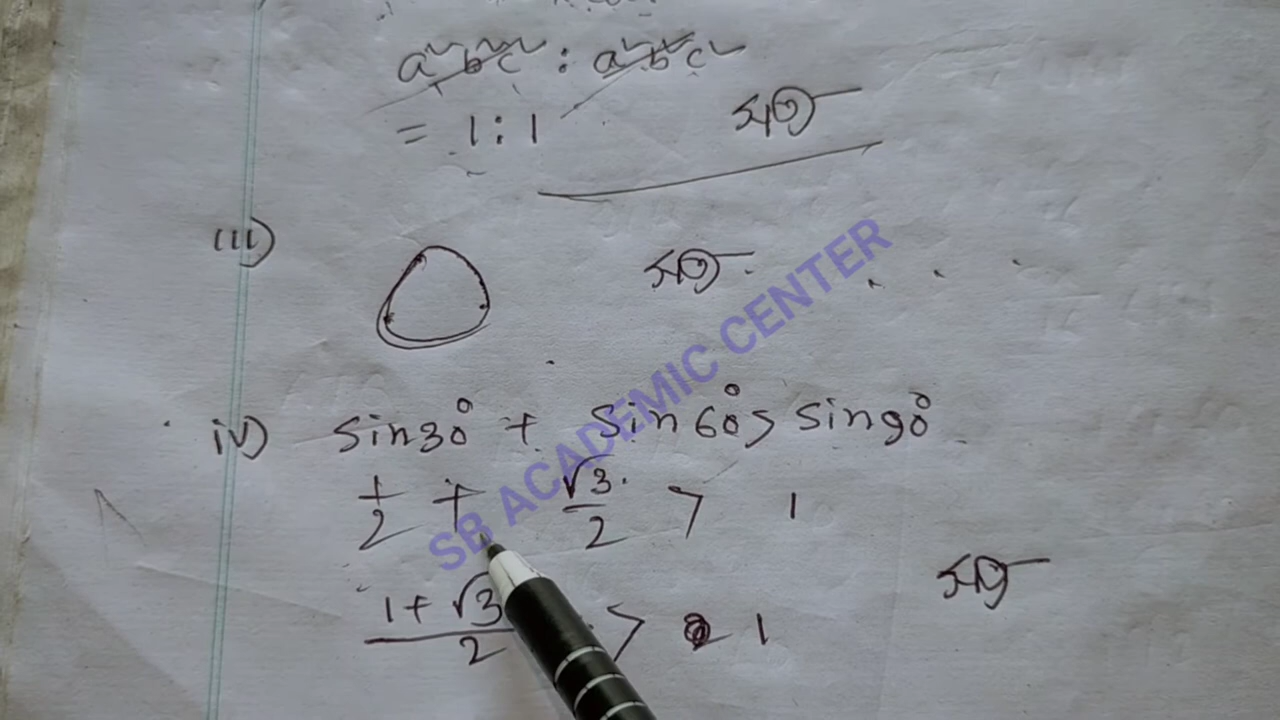 a²b²c² : a²b²c²
= 1:1 সত্য
iii) সত্য
iv) sin30° + sin60° > sin90°
1/2 + √3/2 > 1
সত্য
1+√3/2 > 1
SB ACADEMIC CENTER